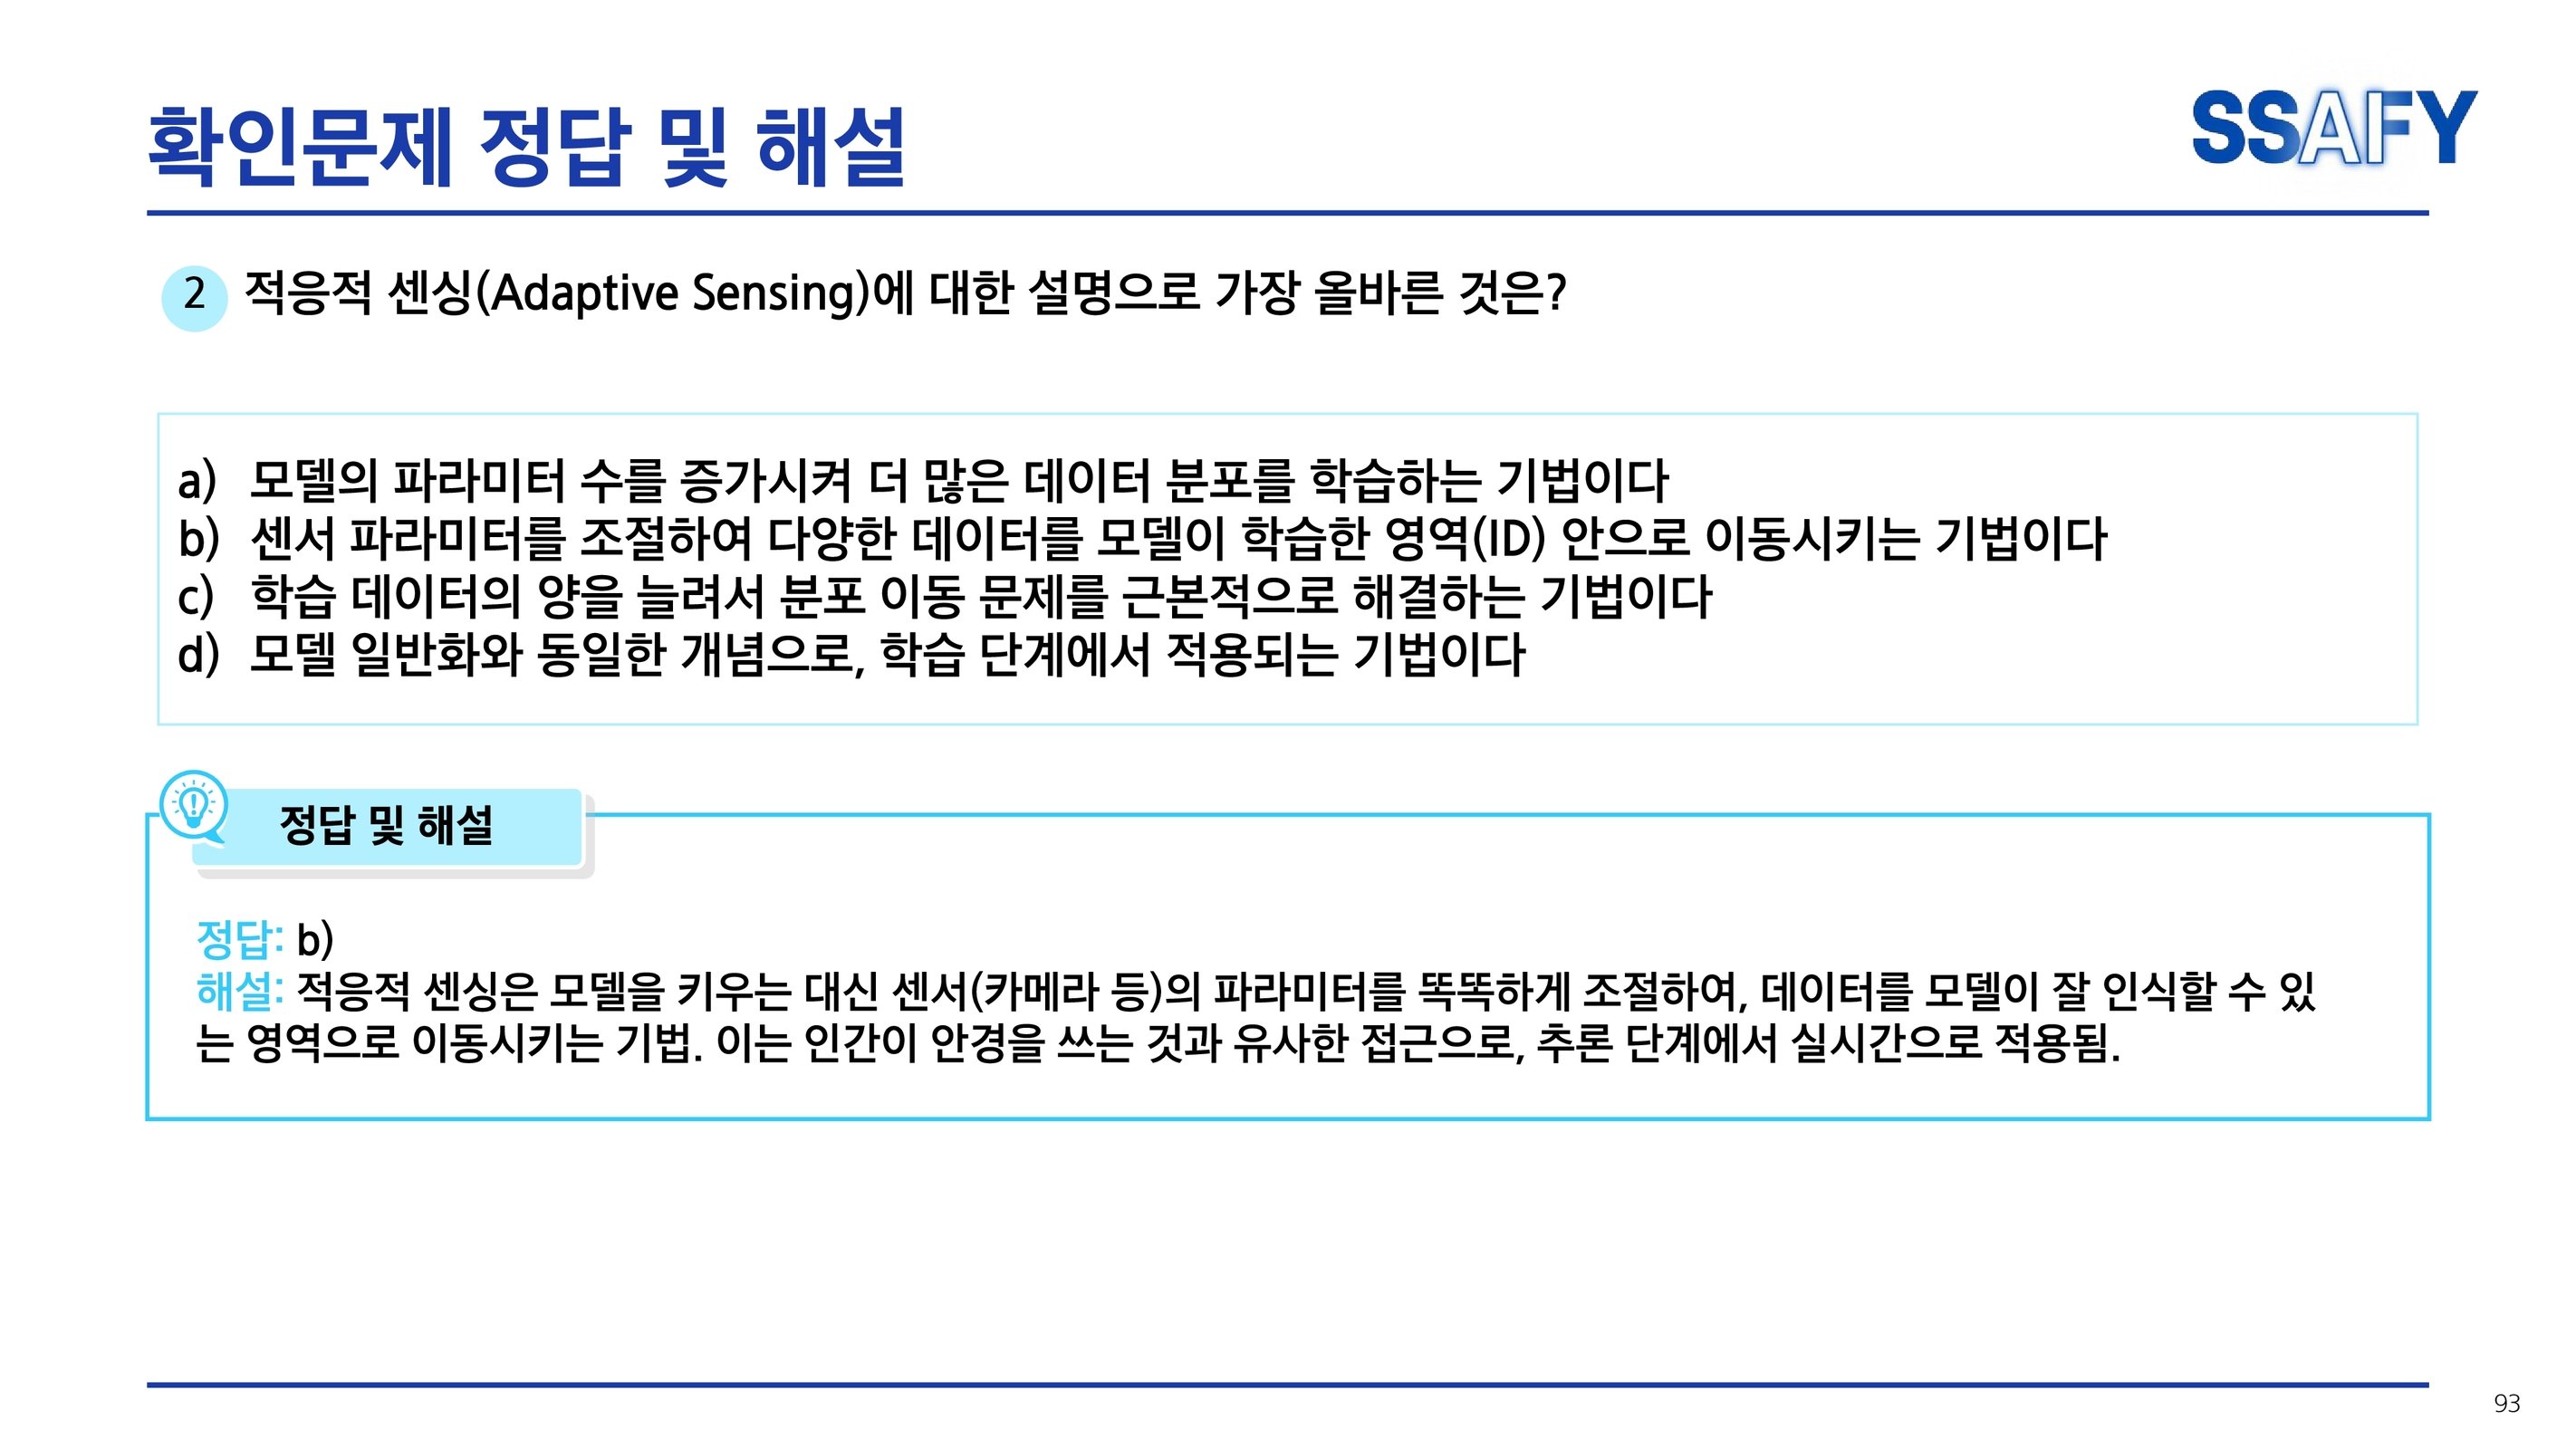 확인문제 정답 및 해설
SSAFY
2 적응적 센싱(Adaptive Sensing)에 대한 설명으로 가장 올바른 것은?
a) 모델의 파라미터 수를 증가시켜 더 많은 데이터 분포를 학습하는 기법이다
b) 센서 파라미터를 조절하여 다양한 데이터를 모델이 학습한 영역(ID) 안으로 이동시키는 기법이다
c) 학습 데이터의 양을 늘려서 분포 이동 문제를 근본적으로 해결하는 기법이다
d) 모델 일반화와 동일한 개념으로, 학습 단계에서 적용되는 기법이다
정답 및 해설
정답: b)
해설: 적응적 센싱은 모델을 키우는 대신 센서(카메라 등)의 파라미터를 똑똑하게 조절하여, 데이터를 모델이 잘 인식할 수 있
는 영역으로 이동시키는 기법. 이는 인간이 안경을 쓰는 것과 유사한 접근으로, 추론 단계에서 실시간으로 적용됨.
93